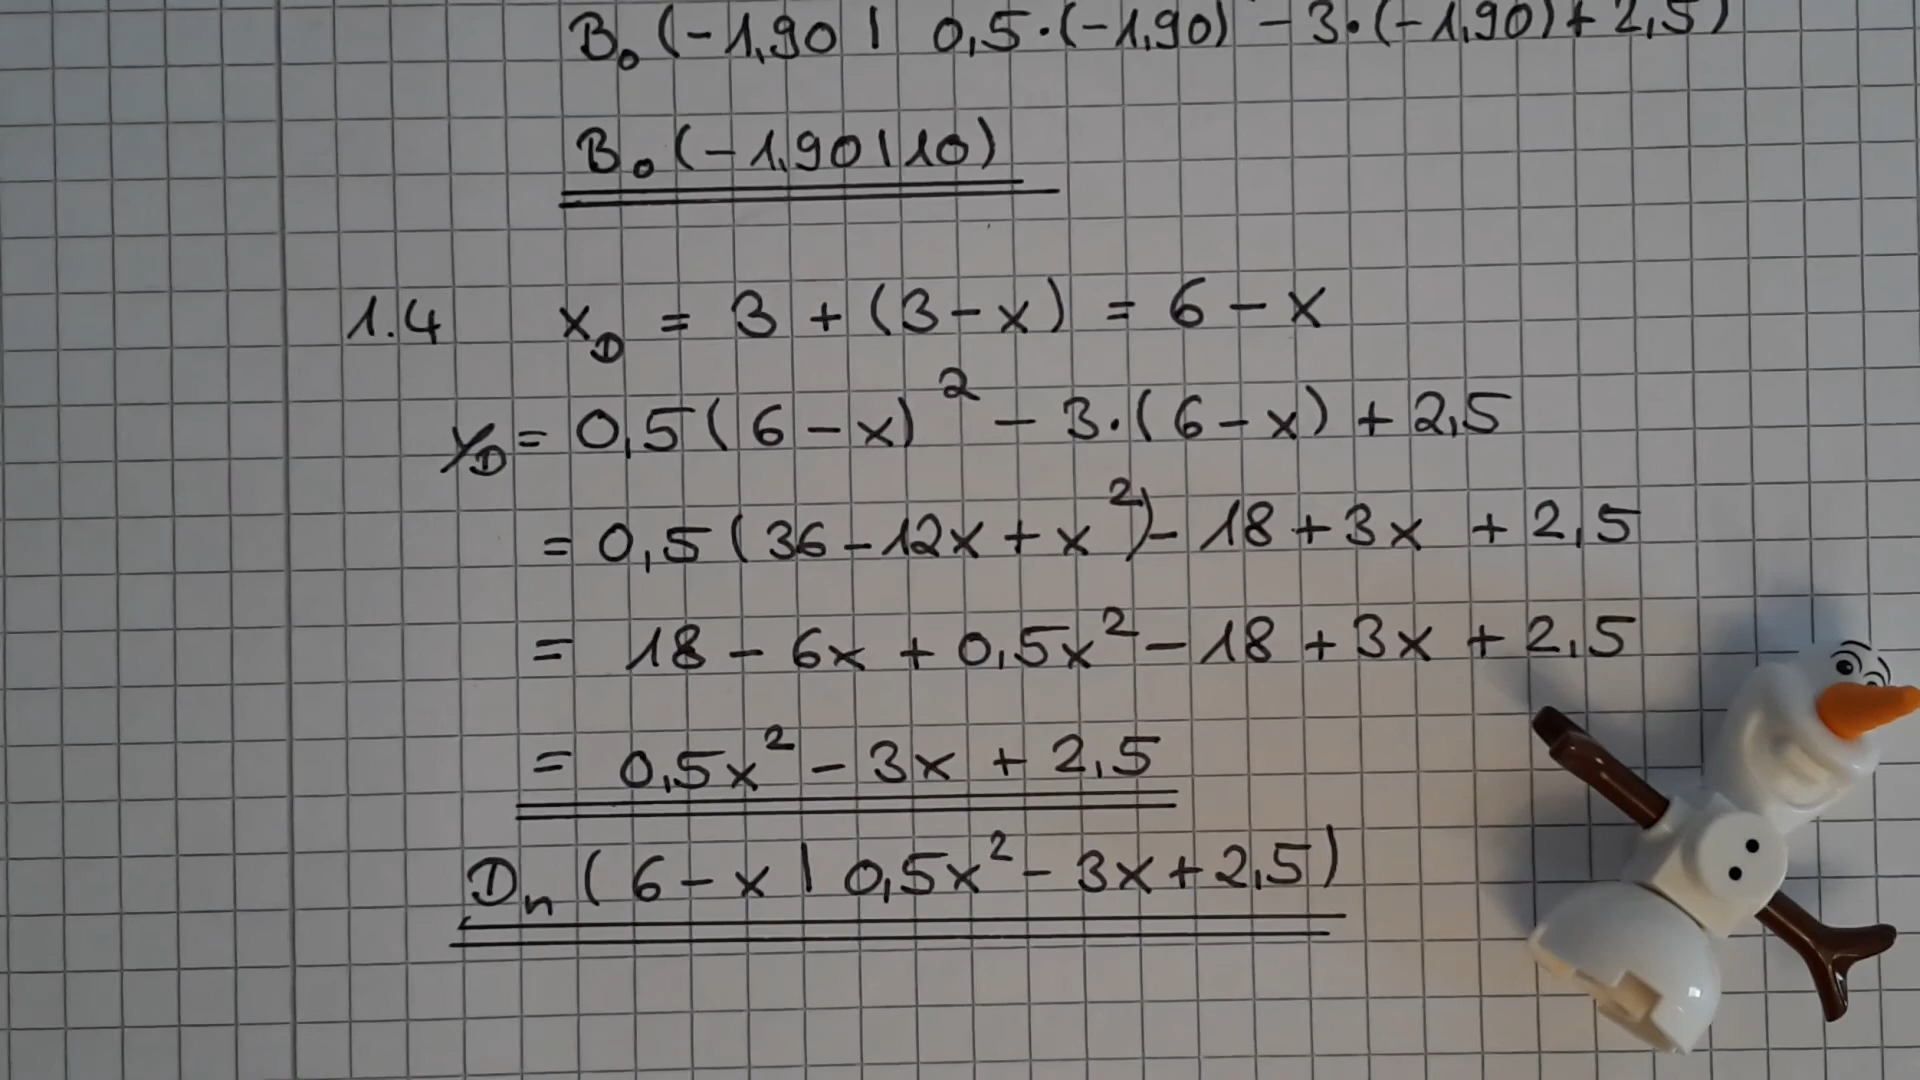 B₀ (-1,90 | 0,5·(-1,90) - 3·(-1,90) + 2,5)
B₀ (-1,90 | 10)
1.4 x_D = 3 + (3 - x) = 6 - x
y_D = 0,5 (6 - x)² - 3·(6 - x) + 2,5
= 0,5 (36 - 12x + x²) - 18 + 3x + 2,5
= 18 - 6x + 0,5x² - 18 + 3x + 2,5
= 0,5x² - 3x + 2,5
Dₙ (6 - x | 0,5x² - 3x + 2,5)